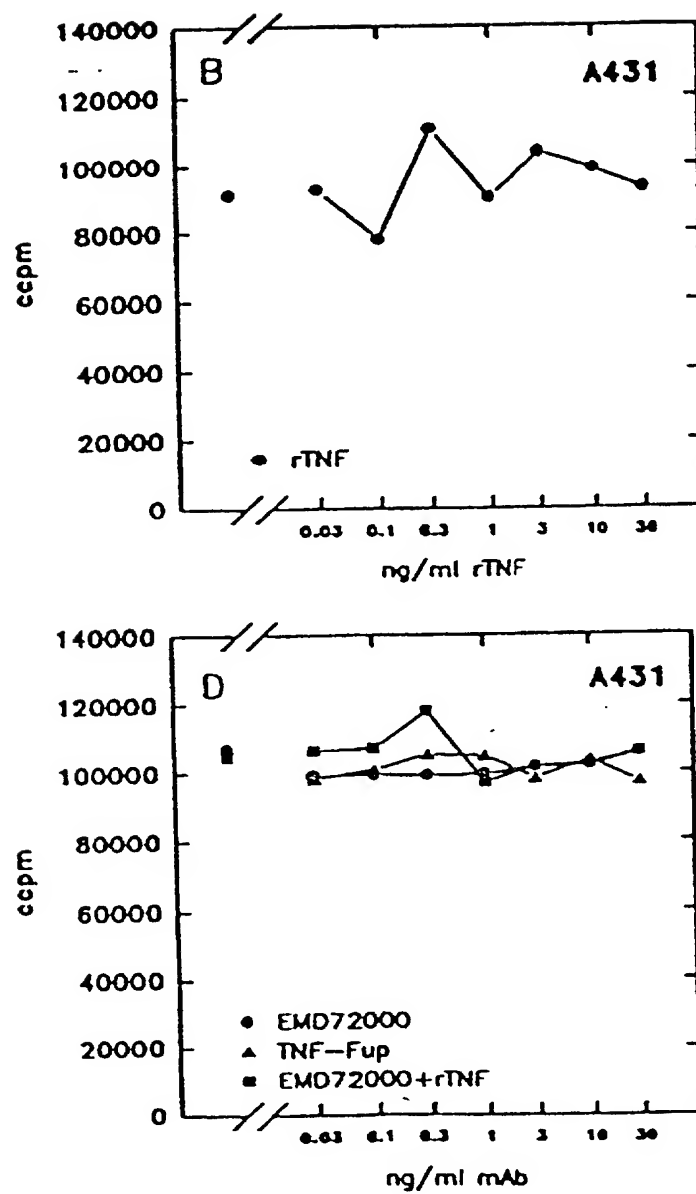 140000
B
A431
120000
100000
80000
60000
40000
20000
0
ccpm
rTNF
0.03 0.1 0.3 1 3 10 30
ng/ml rTNF
140000
D
A431
120000
100000
80000
60000
40000
20000
0
ccpm
EMD72000
TNF-Fup
EMD72000+rTNF
0.03 0.1 0.3 1 3 10 30
ng/ml mAb